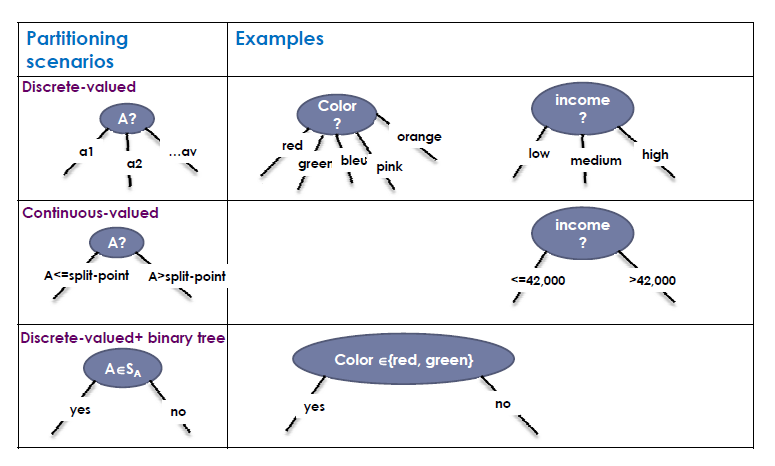 Partitioning
scenarios
Examples
Discrete-valued
A?
a1
a2
...av
Color
?
red
green
bleu
pink
orange
income
?
low
medium
high
Continuous-valued
A?
A<=split-point
A>split-point
income
?
<=42,000
>42,000
Discrete-valued+ binary tree
A∈SA
yes
no
Color ∈{red, green}
yes
no